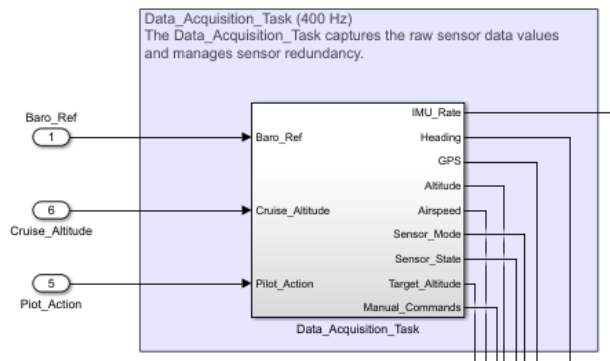 Data_Acquisition_Task (400 Hz)
The Data_Acquisition_Task captures the raw sensor data values
and manages sensor redundancy.
Baro_Ref
1
6
Cruise_Altitude
5
Piot_Action
Baro_Ref
Cruise_Altitude
Pilot_Action
IMU_Rate
Heading
GPS
Altitude
Airspeed
Sensor_Mode
Sensor_State
Target_Altitude
Manual_Commands
Data_Acquisition_Task